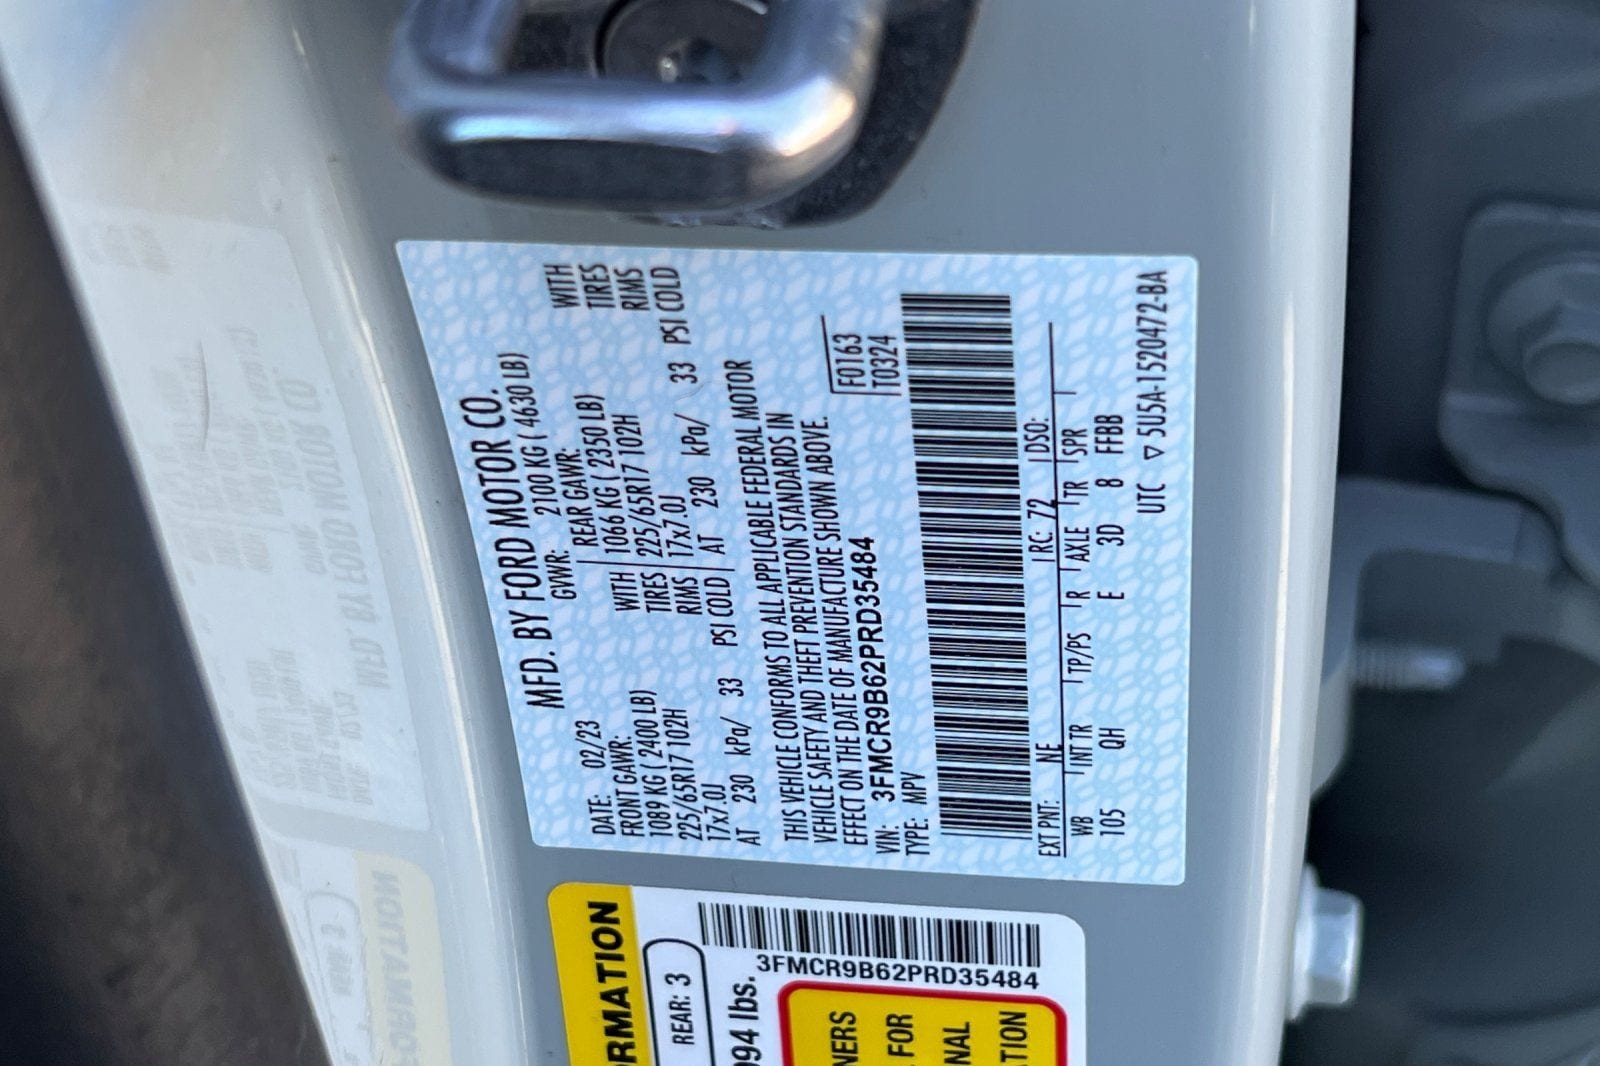 MFD. BY FORD MOTOR CO.
DATE: 02/23 GVWR: 2100 KG ( 4630 LB)
FRONT GAWR: REAR GAWR:
1089 KG ( 2400 LB) WITH 1066 KG ( 2350 LB) WITH
225/65R17 102H TIRES 225/65R17 102H TIRES
17x7.0J RIMS 17x7.0J RIMS
AT 230 kPa/ 33 PSI COLD AT 230 kPa/ 33 PSI COLD
THIS VEHICLE CONFORMS TO ALL APPLICABLE FEDERAL MOTOR
VEHICLE SAFETY AND THEFT PREVENTION STANDARDS IN
EFFECT ON THE DATE OF MANUFACTURE SHOWN ABOVE.
VIN: 3FMCR9B62PRD35484 F0163
TYPE: MPV T0324
EXT PNT: NE RC: 72 DSO:
WB INT TR TP/PS R AXLE TR SPR
105 QH E 3D 8 FFBB
UTC ▽ 5U5A-1520472-BA
RMATION
REAR: 3
3FMCR9B62PRD35484
994 lbs.
NERS
FOR
NAL
TION